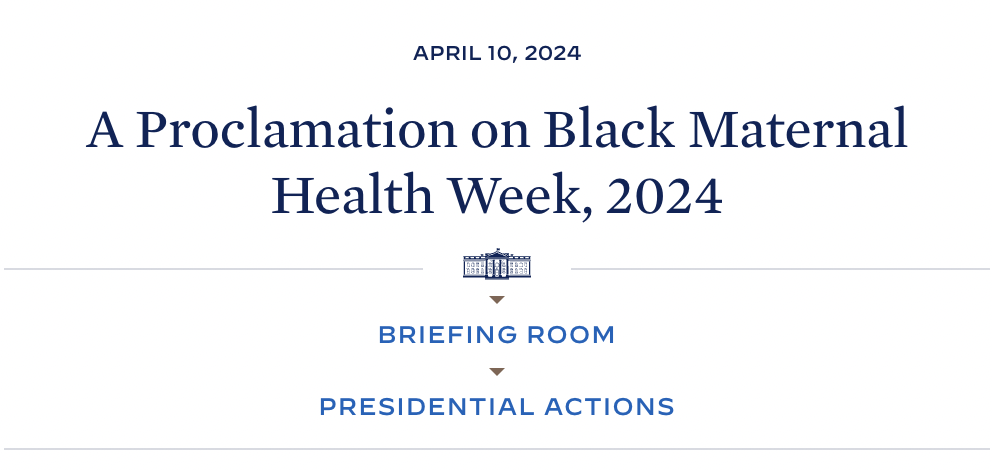 APRIL 10, 2024
A Proclamation on Black Maternal
Health Week, 2024
BRIEFING ROOM
PRESIDENTIAL ACTIONS